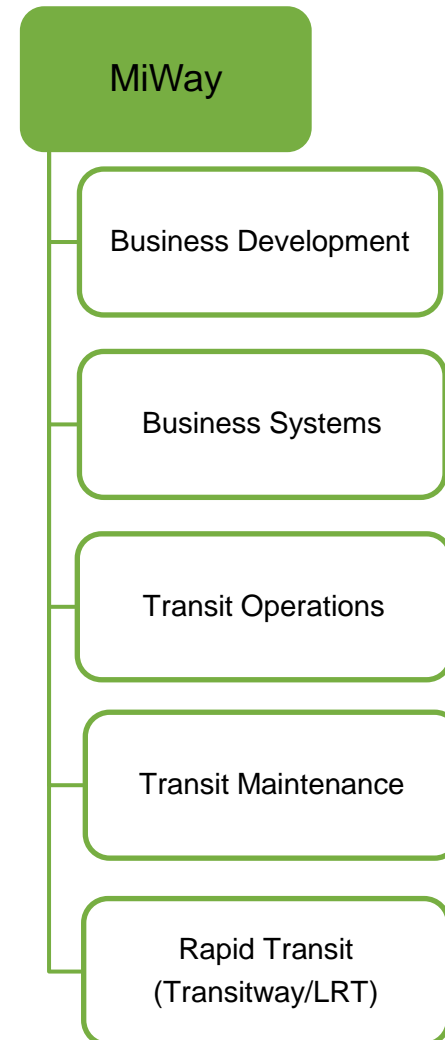 MiWay
Business Development
Business Systems
Transit Operations
Transit Maintenance
Rapid Transit
(Transitway/LRT)